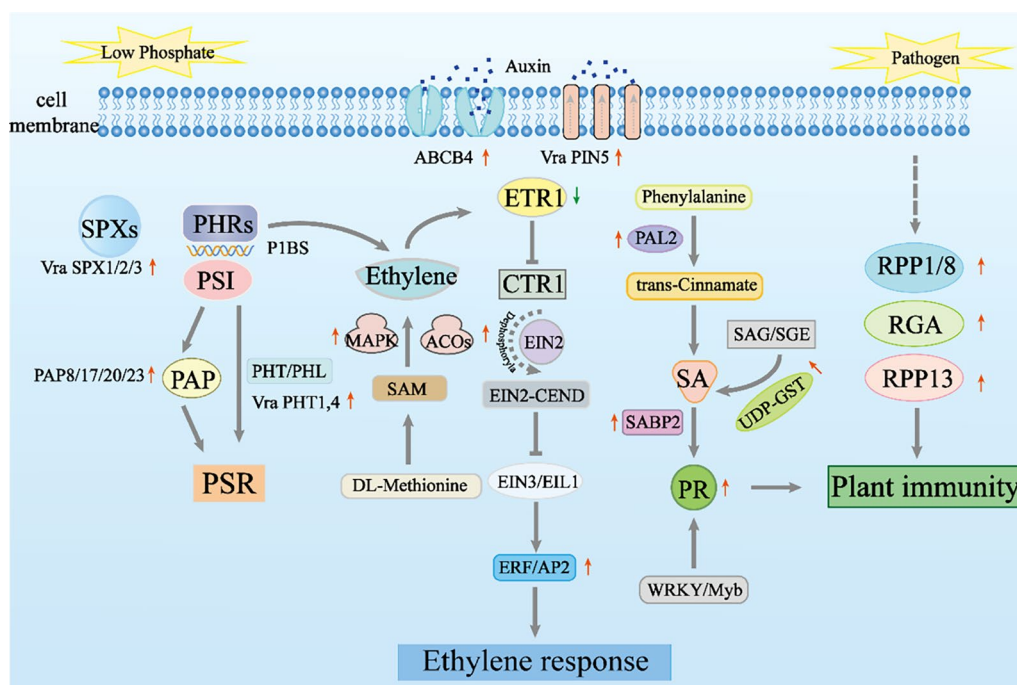 Low Phosphate
Auxin
Pathogen
cell
membrane
ABCB4
Vra PIN5
SPXs
Vra SPX1/2/3
PHRs
P1BS
PSI
Ethylene
ETR1
CTR1
Phenylalanine
PAL2
trans-Cinnamate
RPP1/8
RGA
RPP13
MAPK
ACOs
Dephosphoryla
EIN2
SAG/SGE
PAP8/17/20/23
PAP
PHT/PHL
Vra PHT1,4
SAM
EIN2-CEND
SA
UDP-GST
SABP2
PSR
DL-Methionine
EIN3/EIL1
PR
Plant immunity
ERF/AP2
WRKY/Myb
Ethylene response